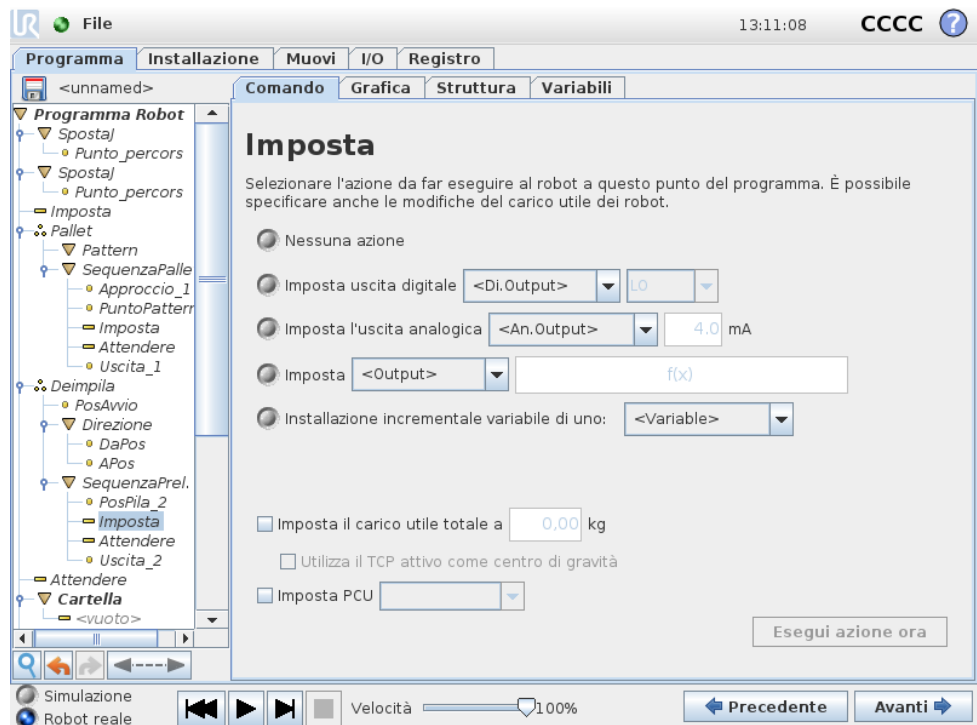 UR File 13:11:08 CCCC ?
Programma Installazione Muovi I/O Registro
<unnamed>
Programma Robot
SpostaJ
Punto_percors
SpostaJ
Punto_percors
Imposta
Pallet
Pattern
SequenzaPalle
Approccio_1
PuntoPattern
Imposta
Attendere
Uscita_1
Deimpila
PosAvvio
Direzione
DaPos
APos
SequenzaPrel.
PosPila_2
Imposta
Attendere
Uscita_2
Attendere
Cartella
<vuoto>
Comando Grafica Struttura Variabili
Imposta
Selezionare l'azione da far eseguire al robot a questo punto del programma. È possibile
specificare anche le modifiche del carico utile dei robot.
Nessuna azione
Imposta uscita digitale <Di.Output> LO
Imposta l'uscita analogica <An.Output> 4.0 mA
Imposta <Output> f(x)
Installazione incrementale variabile di uno: <Variable>
Imposta il carico utile totale a 0,00 kg
Utilizza il TCP attivo come centro di gravità
Imposta PCU
Esegui azione ora
Simulazione
Robot reale
Velocità 100%
Precedente Avanti